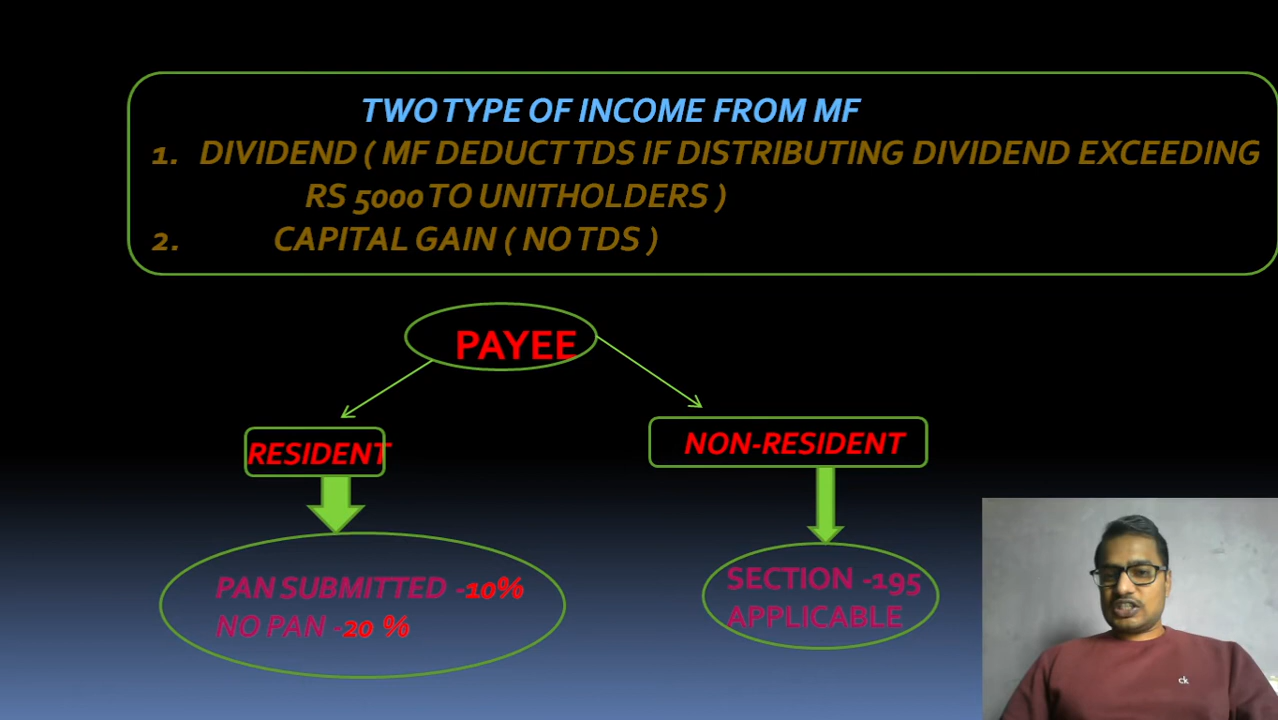 TWO TYPE OF INCOME FROM MF
1. DIVIDEND ( MF DEDUCT TDS IF DISTRIBUTING DIVIDEND EXCEEDING
RS 5000 TO UNITHOLDERS )
2. CAPITAL GAIN ( NO TDS )
PAYEE
RESIDENT
NON-RESIDENT
PAN SUBMITTED -10%
NO PAN -20 %
SECTION -195
APPLICABLE
ck